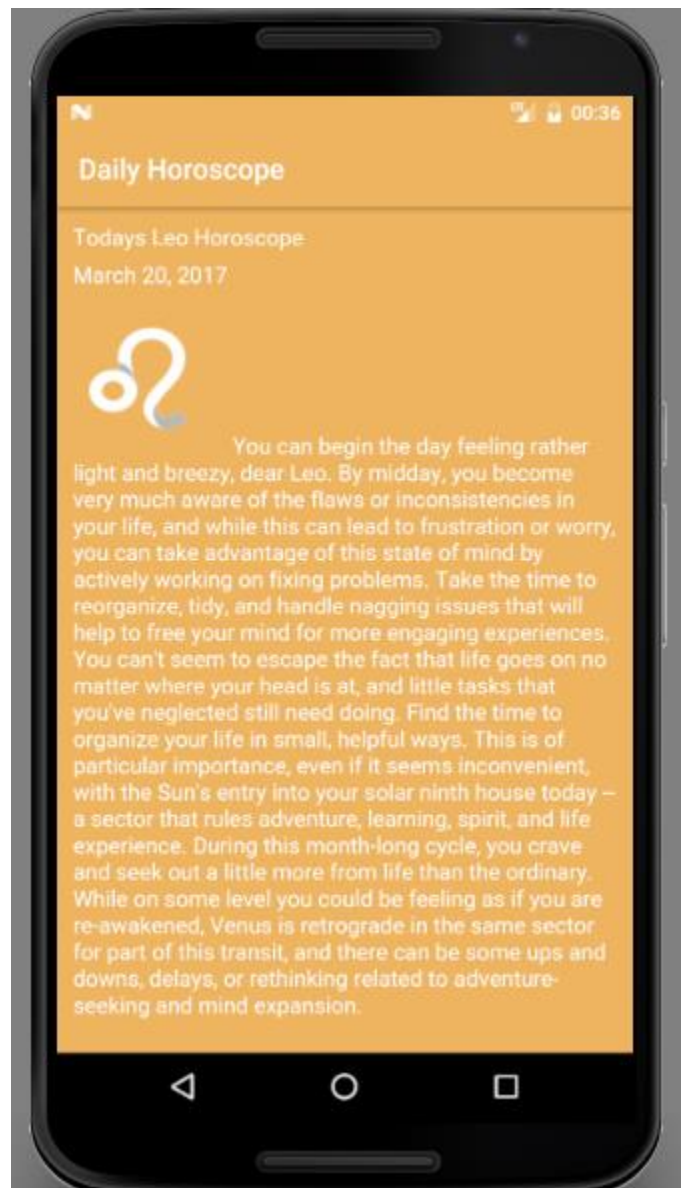 00:36
Daily Horoscope
Todays Leo Horoscope
March 20, 2017
You can begin the day feeling rather
light and breezy, dear Leo. By midday, you become
very much aware of the flaws or inconsistencies in
your life, and while this can lead to frustration or worry,
you can take advantage of this state of mind by
actively working on fixing problems. Take the time to
reorganize, tidy, and handle nagging issues that will
help to free your mind for more engaging experiences.
You can't seem to escape the fact that life goes on no
matter where your head is at, and little tasks that
you've neglected still need doing. Find the time to
organize your life in small, helpful ways. This is of
particular importance, even if it seems inconvenient,
with the Sun's entry into your solar ninth house today –
a sector that rules adventure, learning, spirit, and life
experience. During this month-long cycle, you crave
and seek out a little more from life than the ordinary.
While on some level you could be feeling as if you are
re-awakened, Venus is retrograde in the same sector
for part of this transit, and there can be some ups and
downs, delays, or rethinking related to adventure-
seeking and mind expansion.